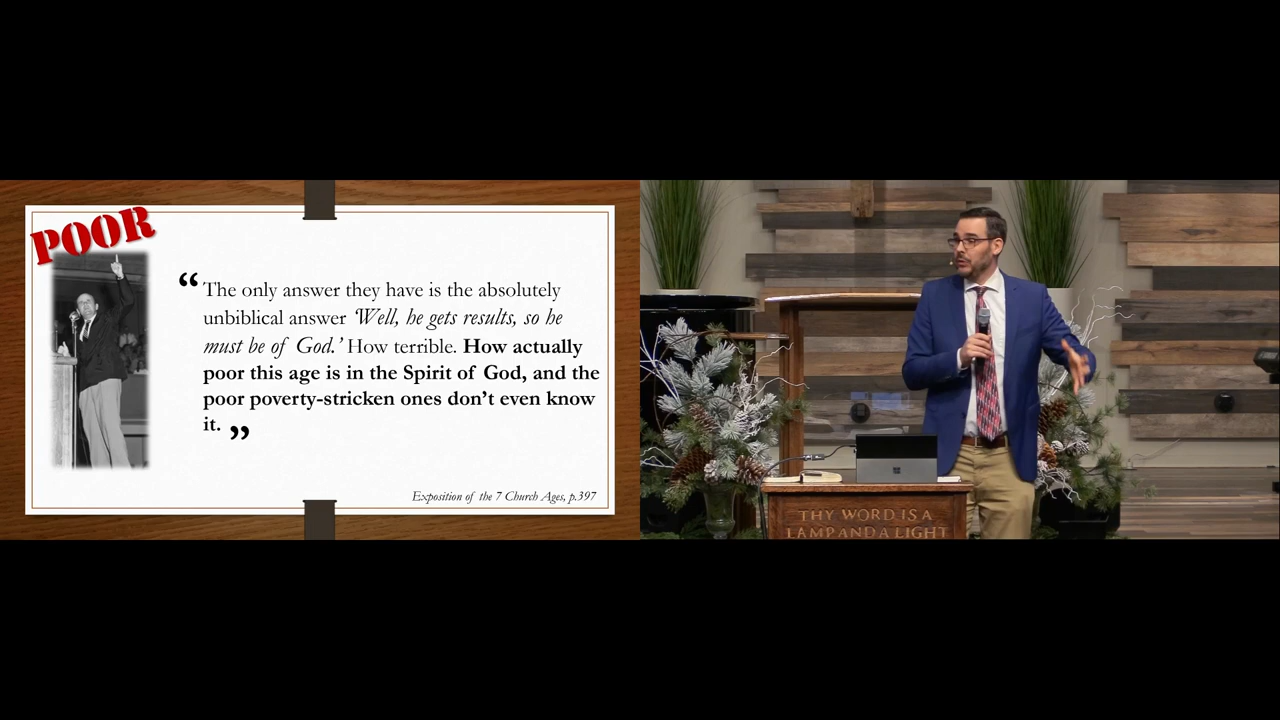 POOR
“ The only answer they have is the absolutely
unbiblical answer ‘Well, he gets results, so he
must be of God.’ How terrible. How actually
poor this age is in the Spirit of God, and the
poor poverty-stricken ones don’t even know
it. ”
Exposition of the 7 Church Ages, p.397
THY WORD IS A
LAMP AND A LIGHT